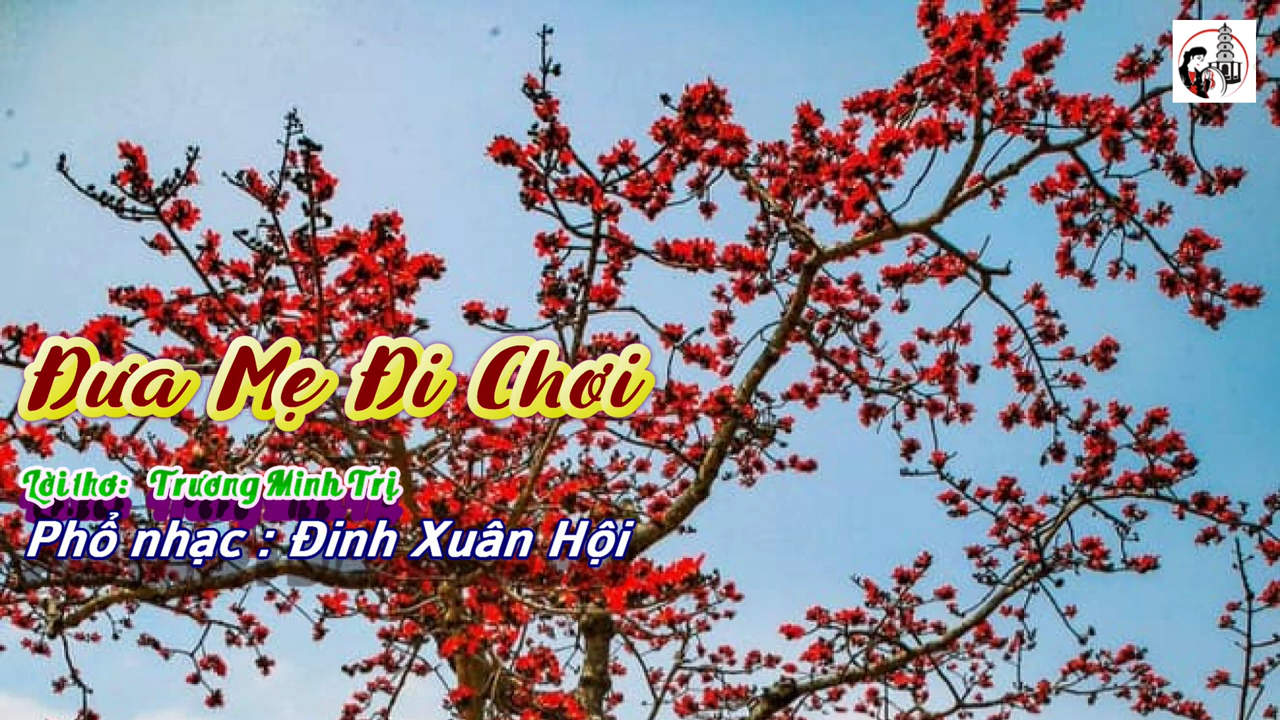 Đưa Mẹ Đi Chơi
Lời thơ: Trương Minh Trị
Phổ nhạc : Đinh Xuân Hội